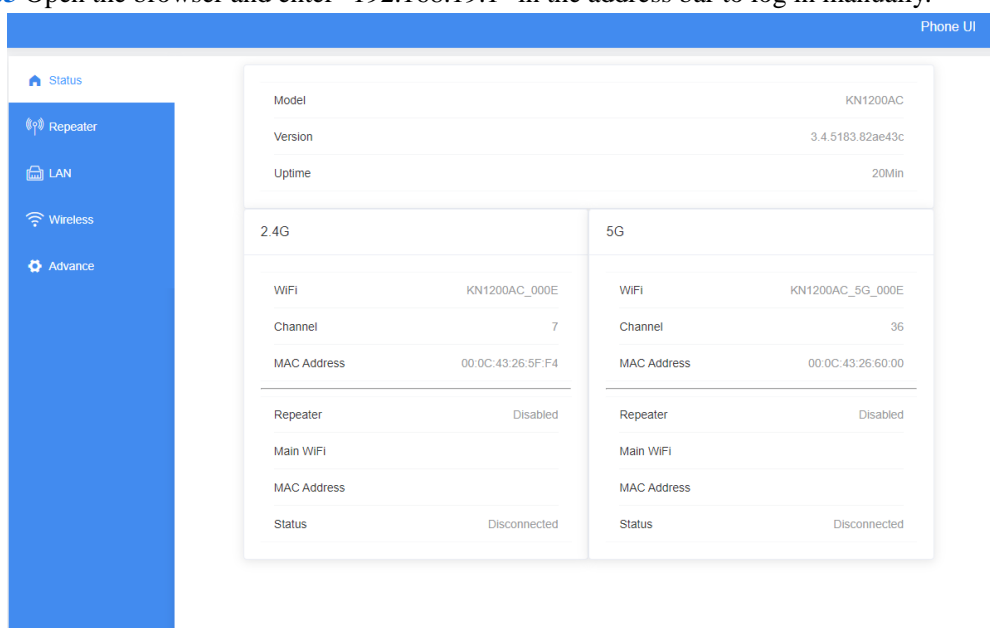 Open the browser and enter "192.168.19.1" in the address bar to log in manually.
Phone UI
Status
Repeater
LAN
Wireless
Advance
Model KN1200AC
Version 3.4.5183.82ae43c
Uptime 20Min
2.4G
WiFi KN1200AC_000E
Channel 7
MAC Address 00:0C:43:26:5F:F4
Repeater Disabled
Main WiFi
MAC Address
Status Disconnected
5G
WiFi KN1200AC_5G_000E
Channel 36
MAC Address 00:0C:43:26:60:00
Repeater Disabled
Main WiFi
MAC Address
Status Disconnected